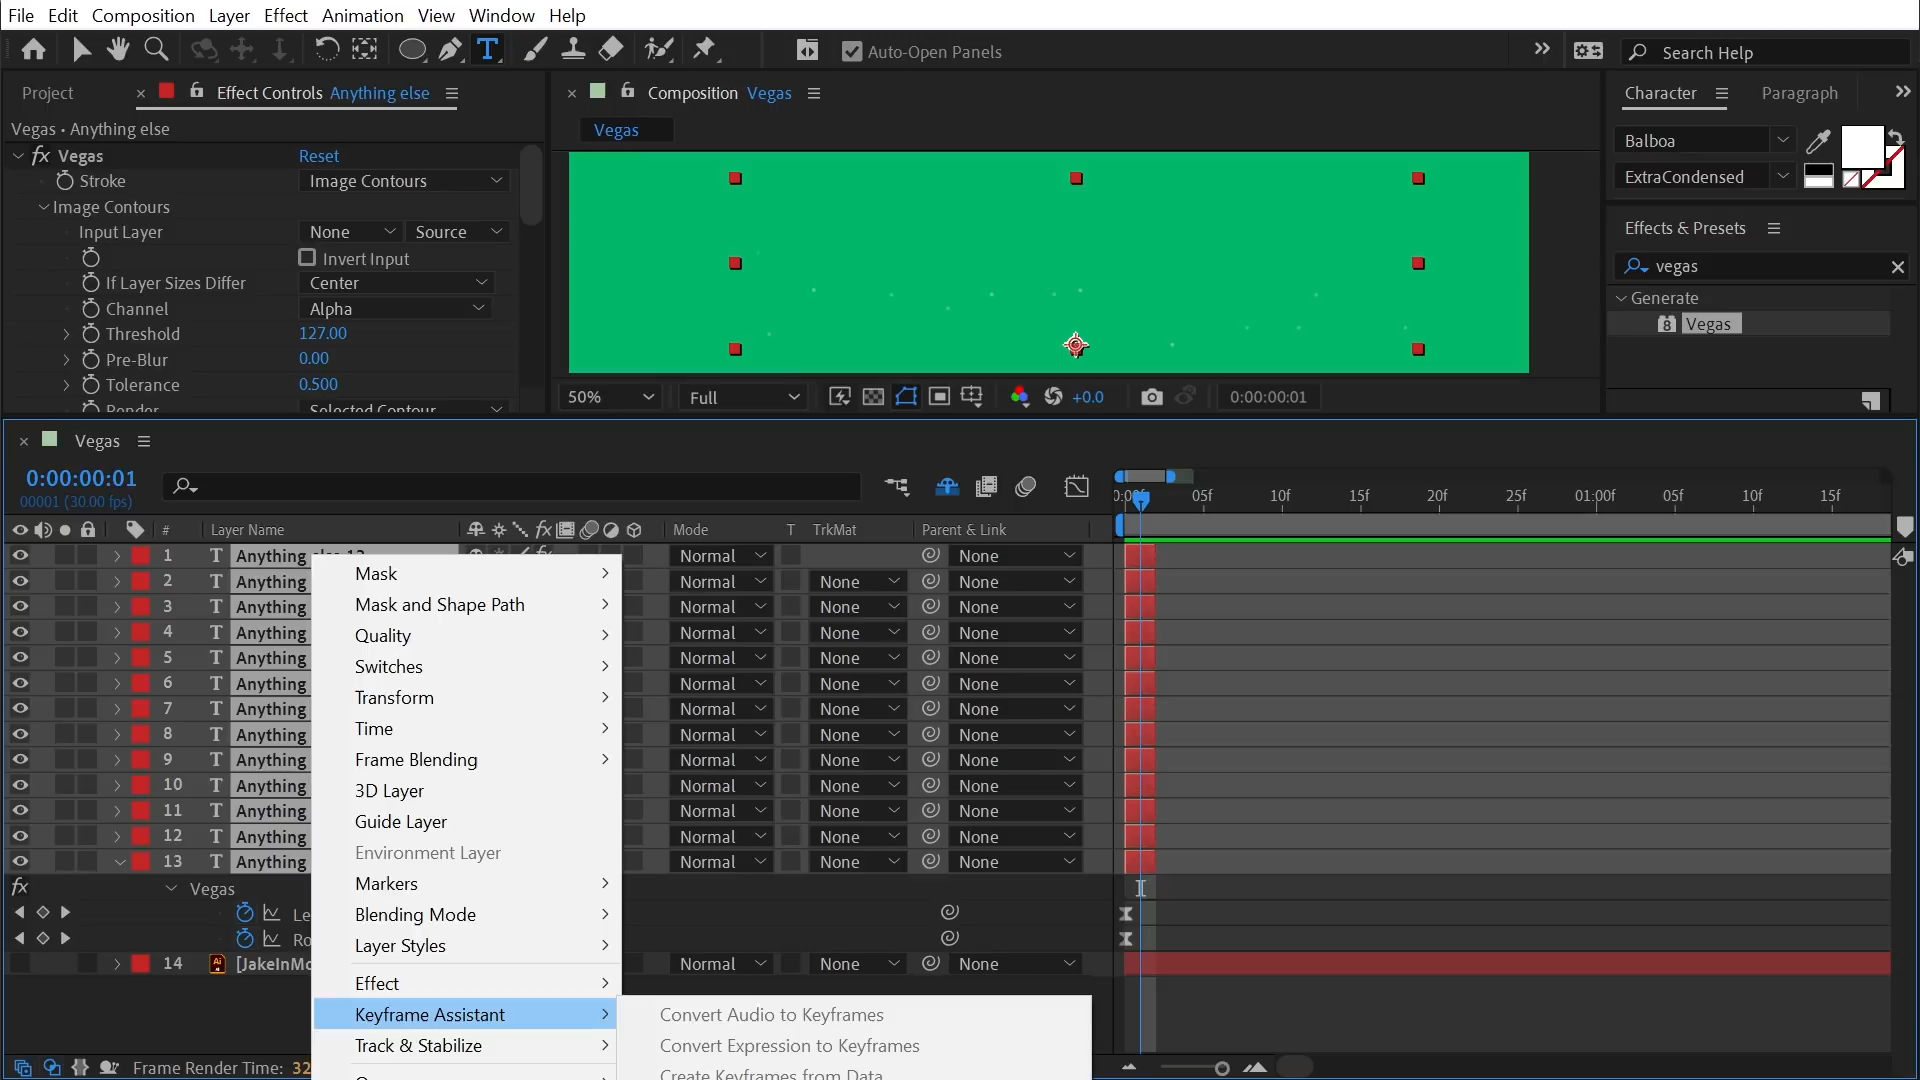 File Edit Composition Layer Effect Animation View Window Help
Auto-Open Panels
Search Help
Project
Effect Controls Anything else
Composition Vegas
Character Paragraph
Vegas • Anything else
Vegas
Balboa
ExtraCondensed
fx Vegas Reset
Stroke Image Contours
Image Contours
Input Layer None Source
Invert Input
If Layer Sizes Differ Center
Channel Alpha
Threshold 127.00
Pre-Blur 0.00
Tolerance 0.500
Render Selected Contour
Effects & Presets
vegas
Generate
8 Vegas
50% Full +0.0 0:00:00:01
Vegas
0:00:00:01
00001 (30.00 fps)
05f 10f 15f 20f 25f 01:00f 05f 10f 15f
# Layer Name fx Mode T TrkMat Parent & Link
1 T Anything else 13 Normal None
2 T Anything Normal None None
3 T Anything Normal None None
4 T Anything Normal None None
5 T Anything Normal None None
6 T Anything Normal None None
7 T Anything Normal None None
8 T Anything Normal None None
9 T Anything Normal None None
10 T Anything Normal None None
11 T Anything Normal None None
12 T Anything Normal None None
13 T Anything Normal None None
fx Vegas
Le
Ro
14 Ai [JakeInMo Normal None None
Frame Render Time: 32
Mask
Mask and Shape Path
Quality
Switches
Transform
Time
Frame Blending
3D Layer
Guide Layer
Environment Layer
Markers
Blending Mode
Layer Styles
Effect
Keyframe Assistant
Track & Stabilize
Convert Audio to Keyframes
Convert Expression to Keyframes
Create Keyframes from Data